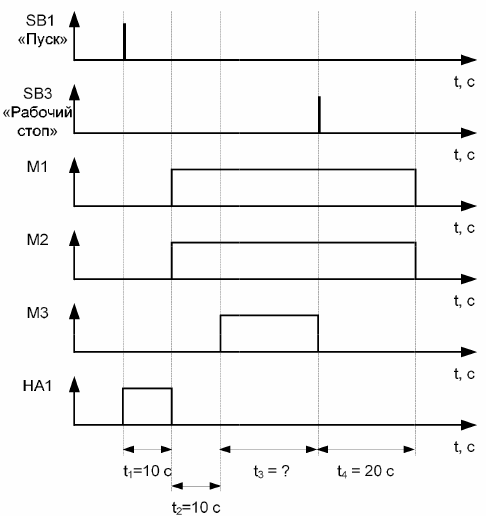 SB1
«Пуск»
t, c
SB3
«Рабочий
стоп»
t, c
M1
t, c
M2
t, c
M3
t, c
HA1
t, c
t₁=10 c
t₃ = ?
t₄ = 20 c
t₂=10 c